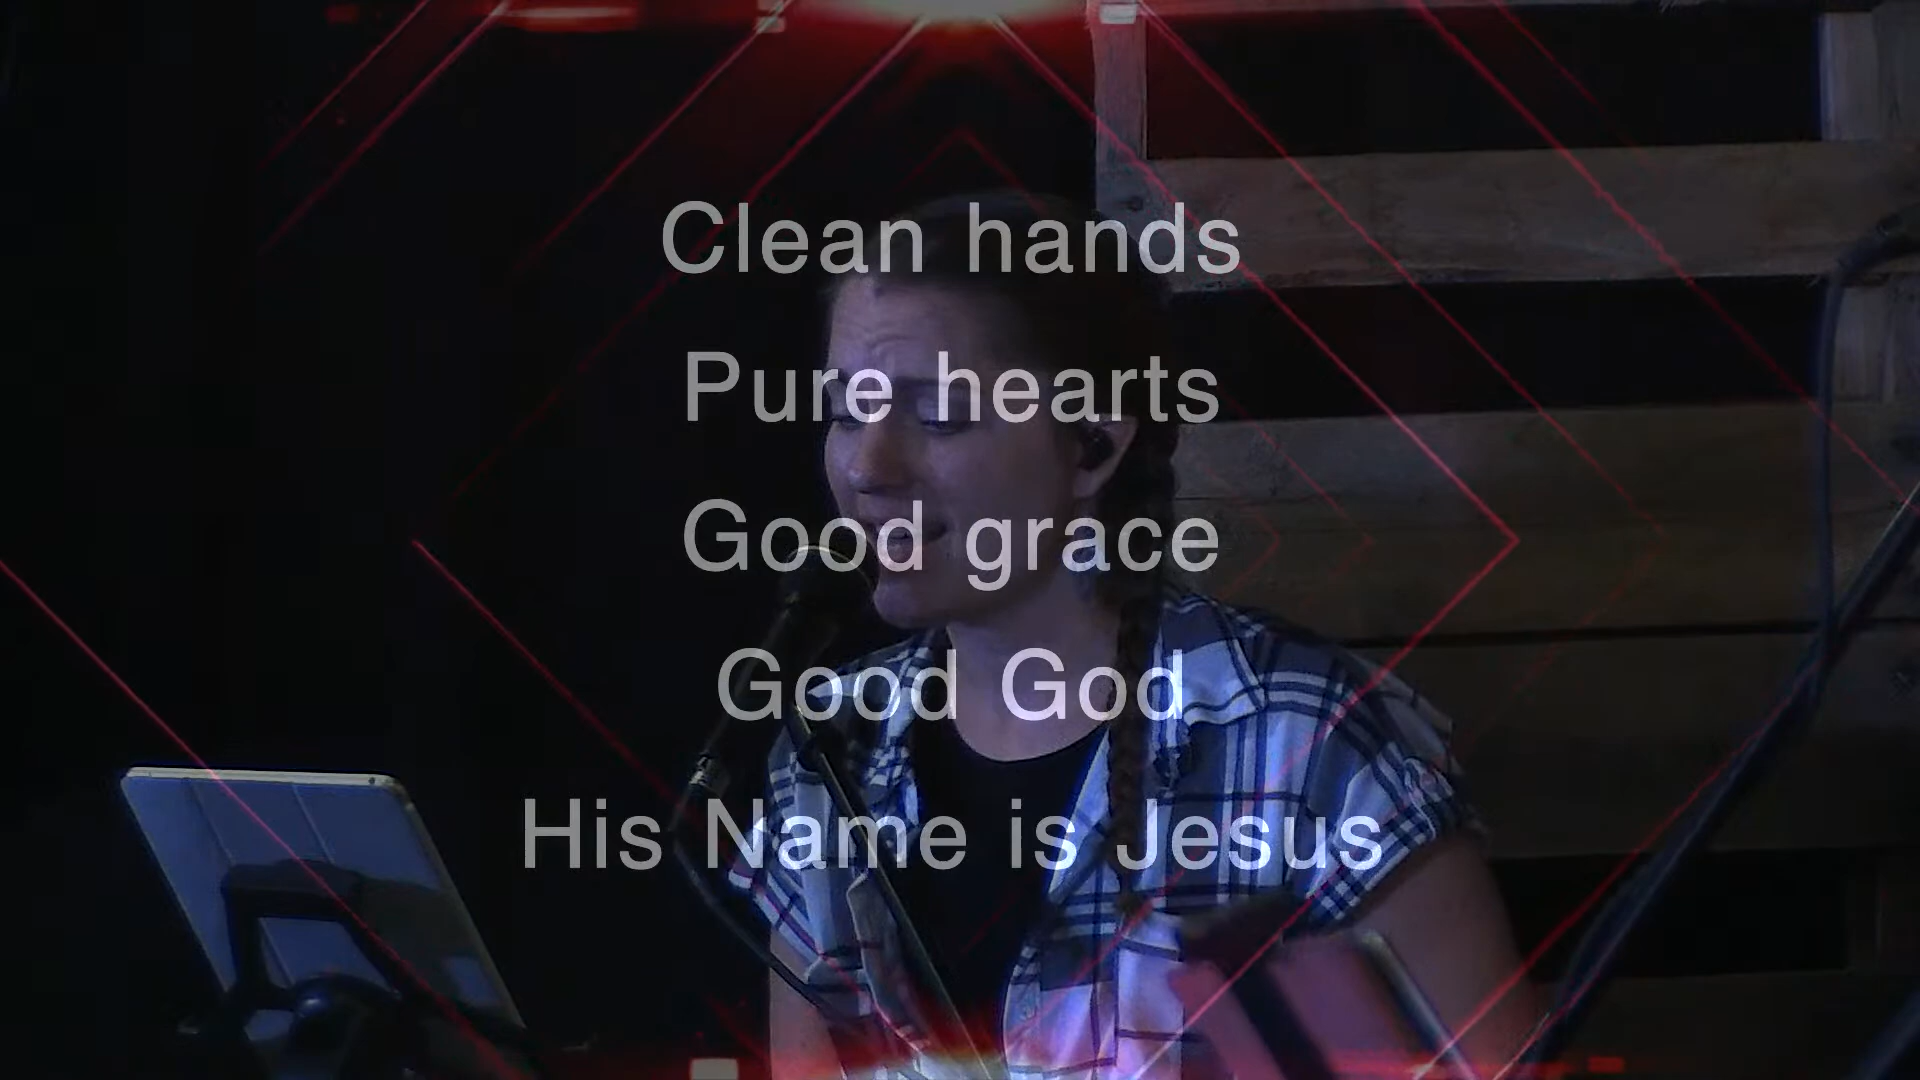 Clean hands
Pure hearts
Good grace
Good God
His Name is Jesus